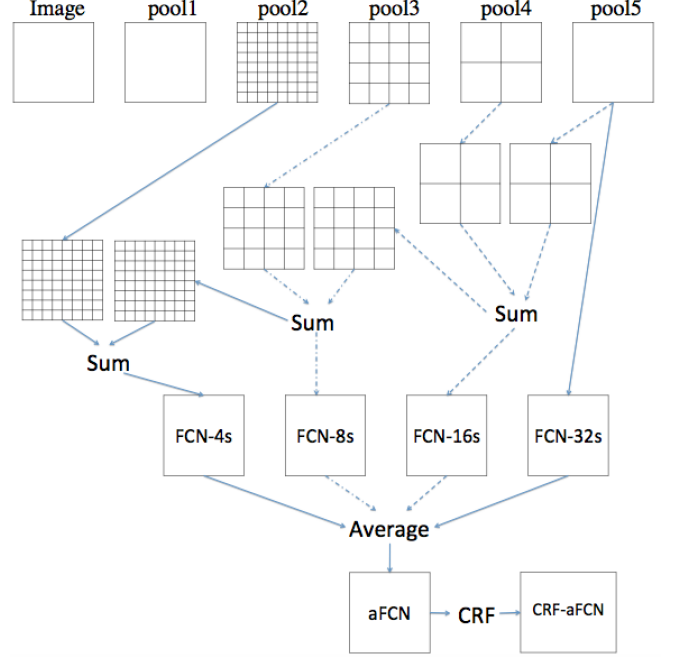 Image pool1 pool2 pool3 pool4 pool5
Sum
Sum
Sum
FCN-4s FCN-8s FCN-16s FCN-32s
Average
aFCN CRF CRF-aFCN